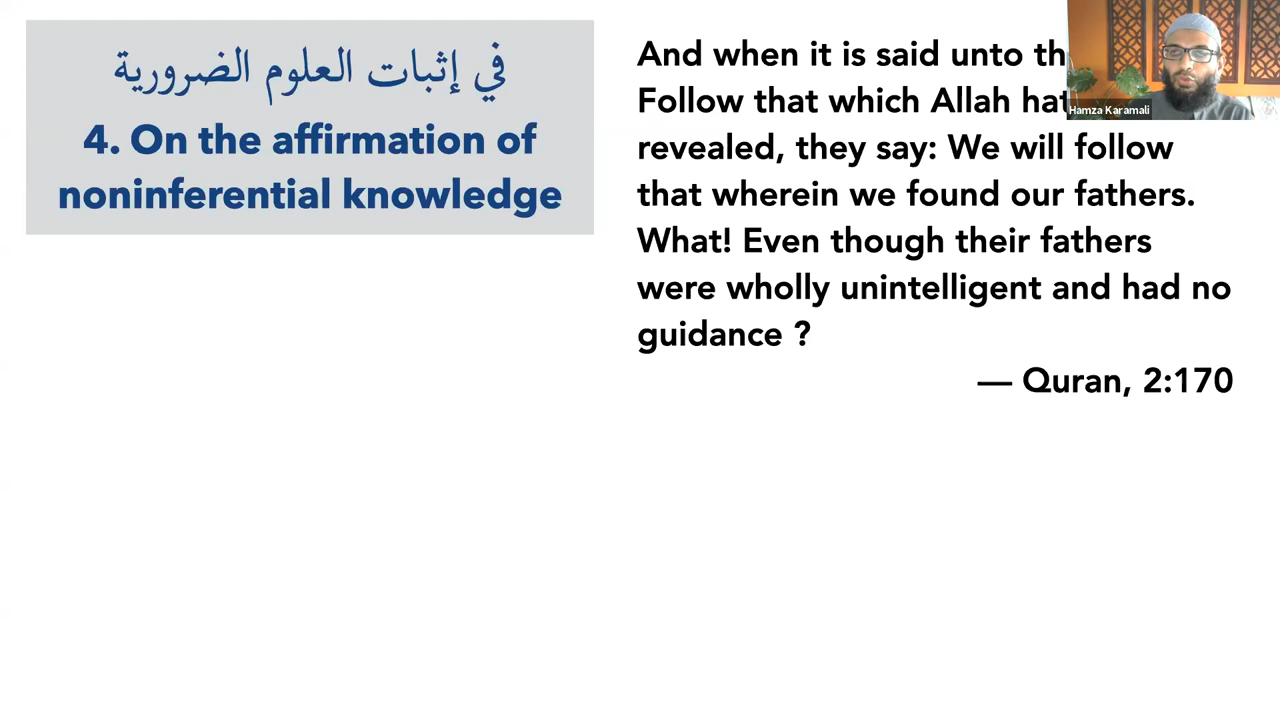 في إثبات العلوم الضرورية
4. On the affirmation of
noninferential knowledge
And when it is said unto
Follow that which Allah
revealed, they say: We will follow
that wherein we found our fathers.
What! Even though their fathers
were wholly unintelligent and had no
guidance ?
— Quran, 2:170
Hamza Karamali